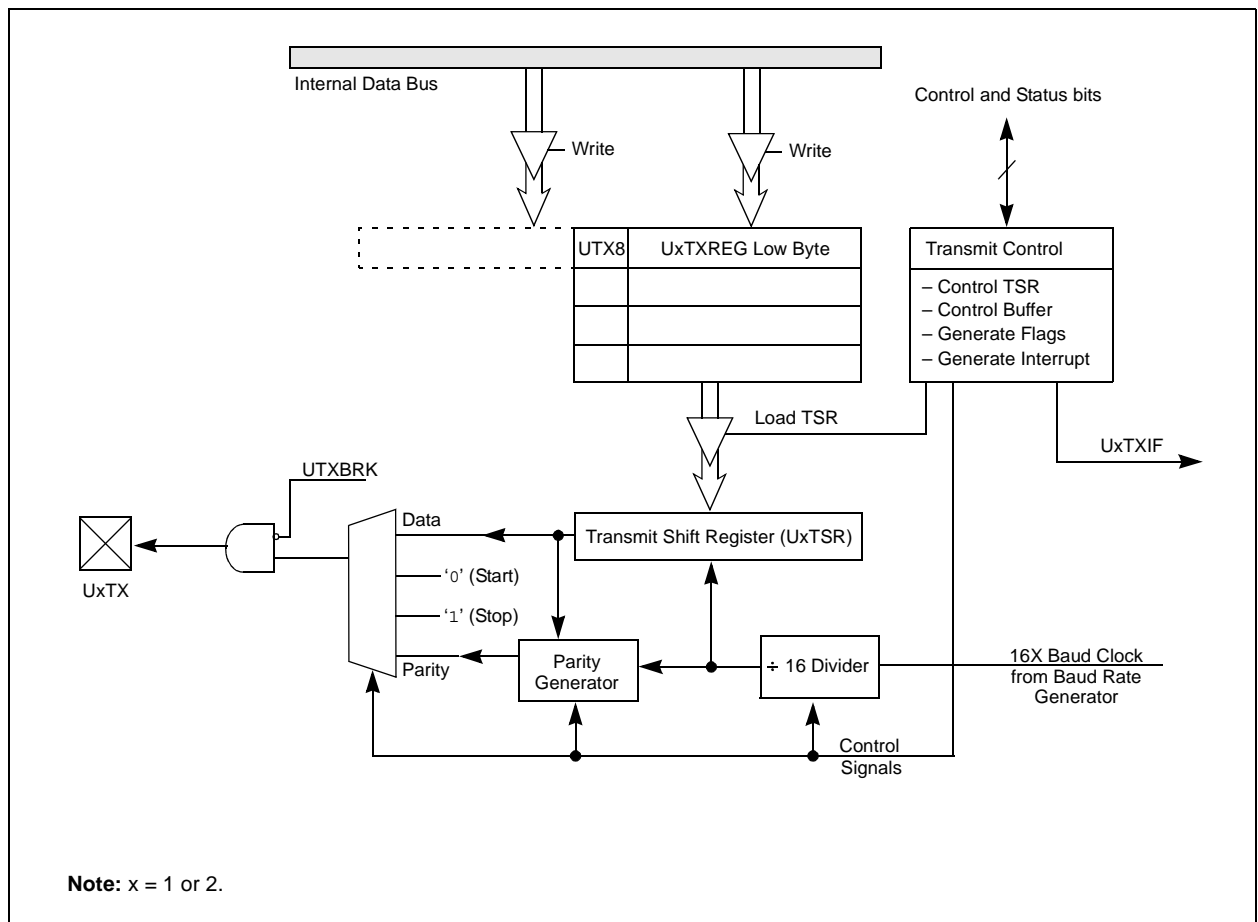 Internal Data Bus
Control and Status bits
Write
Write
UTX8
UxTXREG Low Byte
Transmit Control
– Control TSR
– Control Buffer
– Generate Flags
– Generate Interrupt
Load TSR
UxTXIF
UTXBRK
Data
Transmit Shift Register (UxTSR)
UxTX
‘0’ (Start)
‘1’ (Stop)
Parity
Parity
Generator
÷ 16 Divider
16X Baud Clock
from Baud Rate
Generator
Control
Signals
Note: x = 1 or 2.